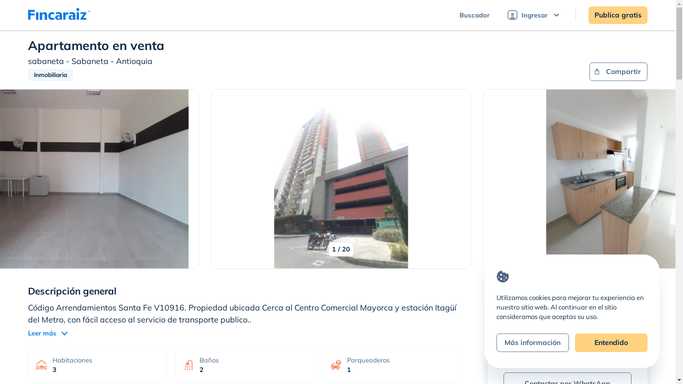 Fincaraiz
Buscador
Ingresar
Publica gratis
Apartamento en venta
sabaneta - Sabaneta - Antioquia
Inmobiliaria
Compartir
1 / 20
Descripción general
Código Arrendamientos Santa Fe V10916. Propiedad ubicada Cerca al Centro Comercial Mayorca y estación Itagüí
del Metro, con fácil acceso al servicio de transporte publico..
Leer más
Habitaciones
3
Baños
2
Parqueaderos
1
Utilizamos cookies para mejorar tu experiencia en
nuestro sitio web. Al continuar en el sitio
consideramos que aceptas su uso.
Más información
Entendido
Contactar por WhatsApp